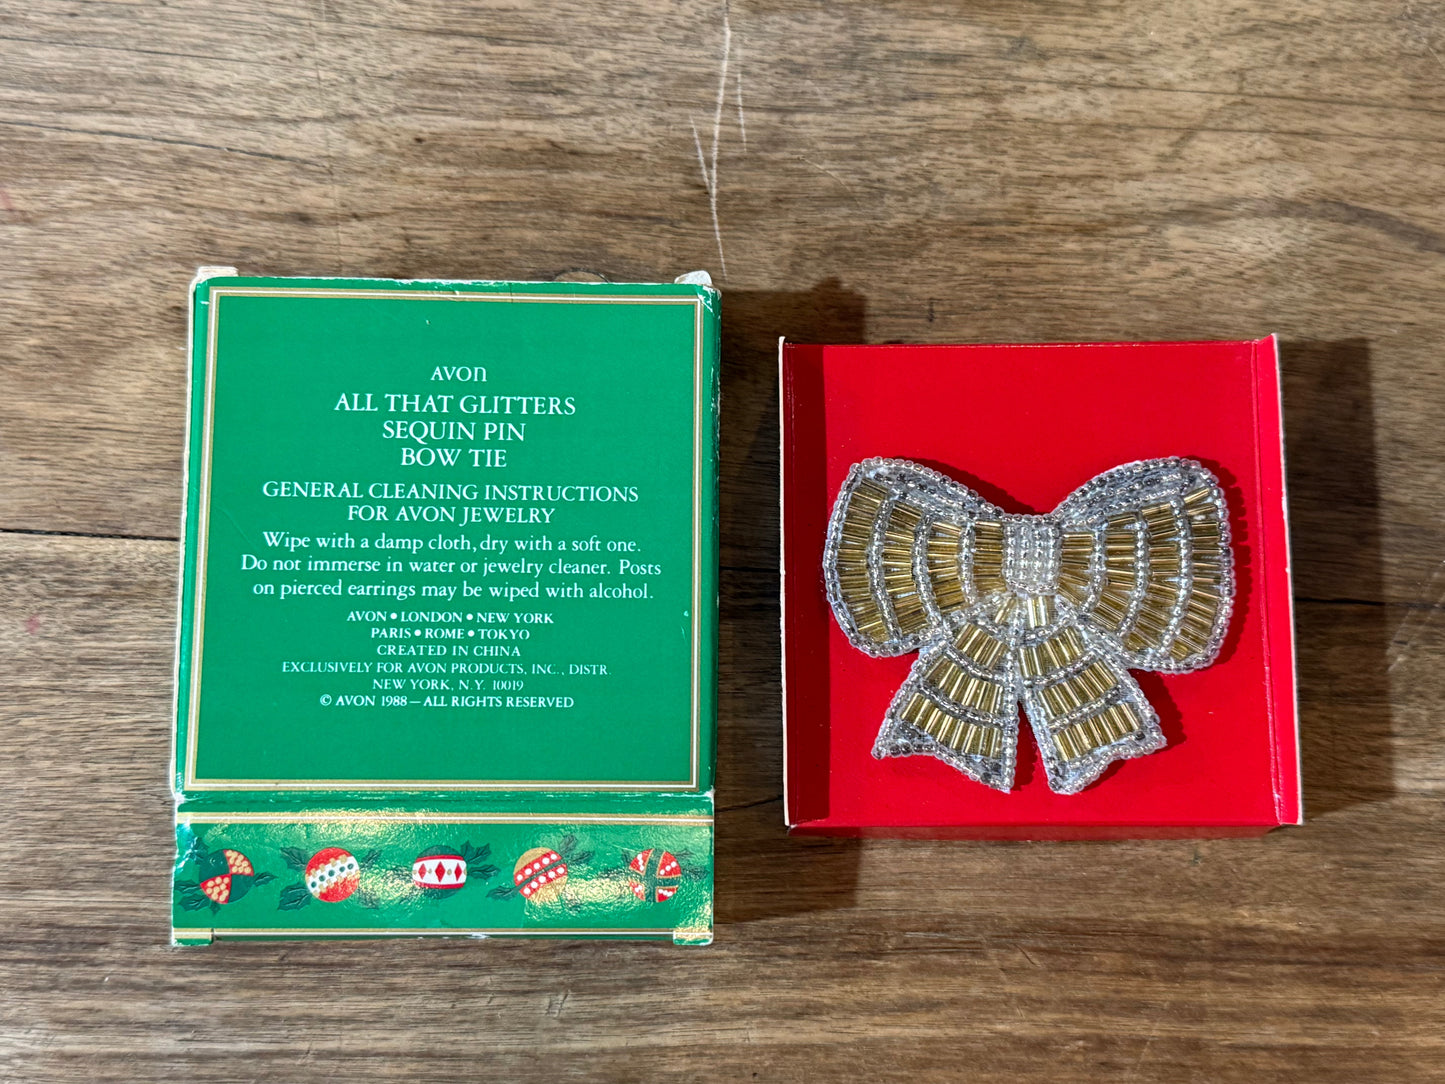 AVON
ALL THAT GLITTERS
SEQUIN PIN
BOW TIE
GENERAL CLEANING INSTRUCTIONS
FOR AVON JEWELRY
Wipe with a damp cloth, dry with a soft one.
Do not immerse in water or jewelry cleaner. Posts
on pierced earrings may be wiped with alcohol.
AVON • LONDON • NEW YORK
PARIS • ROME • TOKYO
CREATED IN CHINA
EXCLUSIVELY FOR AVON PRODUCTS, INC., DISTR.
NEW YORK, N.Y. 10019
© AVON 1988 — ALL RIGHTS RESERVED